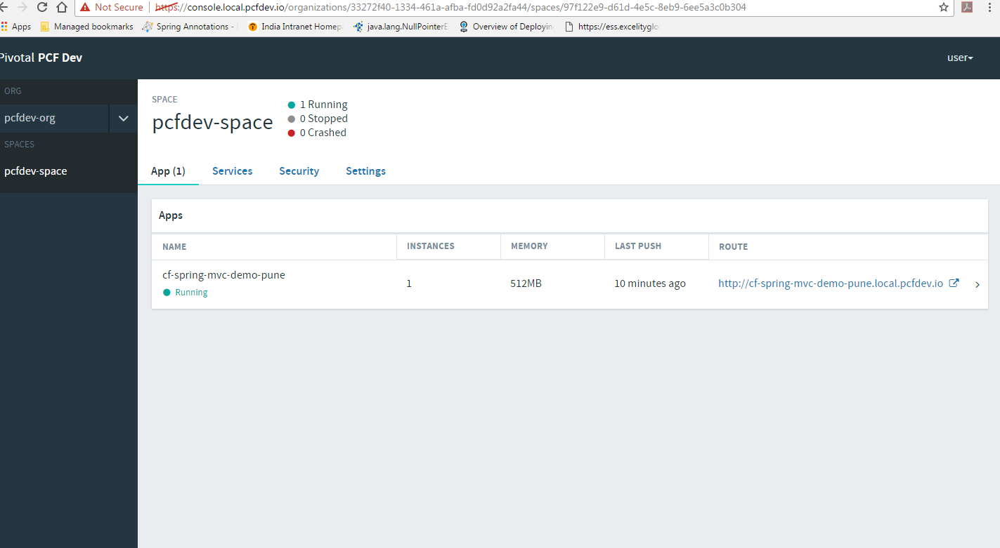 Not Secure https://console.local.pcfdev.io/organizations/33272f40-1334-461a-afba-fd0d92a2fa44/spaces/97f122e9-d61d-4e5c-8eb9-6ee5a3c0b304
Apps Managed bookmarks Spring Annotations - India Intranet Homep java.lang.NullPointerE Overview of Deployin https://ess.excelityglo
Pivotal PCF Dev user
ORG
pcfdev-org
SPACES
pcfdev-space
SPACE
pcfdev-space
1 Running
0 Stopped
0 Crashed
App (1) Services Security Settings
Apps
NAME INSTANCES MEMORY LAST PUSH ROUTE
cf-spring-mvc-demo-pune
Running
1 512MB 10 minutes ago http://cf-spring-mvc-demo-pune.local.pcfdev.io